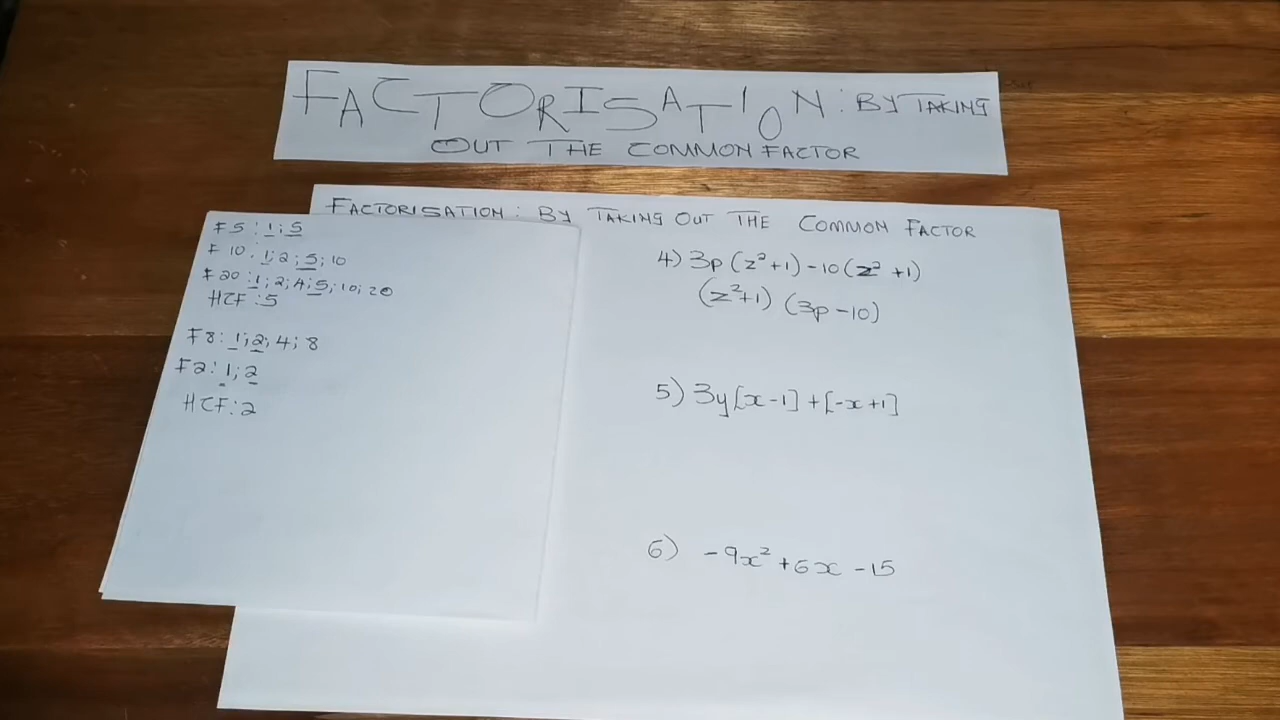 FACTORISATION: BY TAKING
OUT THE COMMON FACTOR
FACTORISATION: BY TAKING OUT THE COMMON FACTOR
F5: 1; 5
F10: 1; 2; 5; 10
F20: 1; 2; 4; 5; 10; 20
HCF: 5
F8: 1; 2; 4; 8
F2: 1; 2
HCF: 2
4) 3p(z²+1)-10(z²+1)
(z²+1)(3p-10)
5) 3y[x-1]+[-x+1]
6) -9x²+6x-15